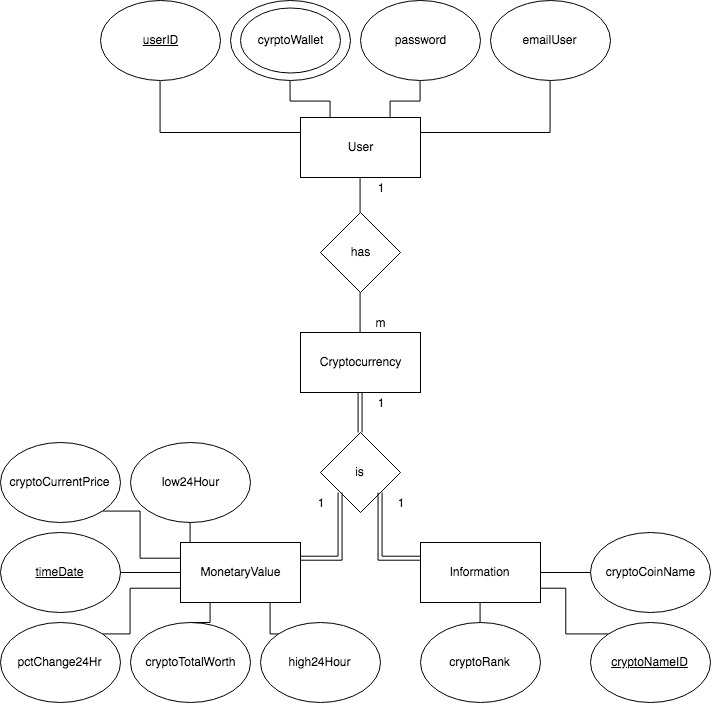 userID
cyrptoWallet
password
emailUser
User
1
has
m
Cryptocurrency
1
is
1
1
cryptoCurrentPrice
low24Hour
timeDate
MonetaryValue
Information
cryptoCoinName
pctChange24Hr
cryptoTotalWorth
high24Hour
cryptoRank
cryptoNameID